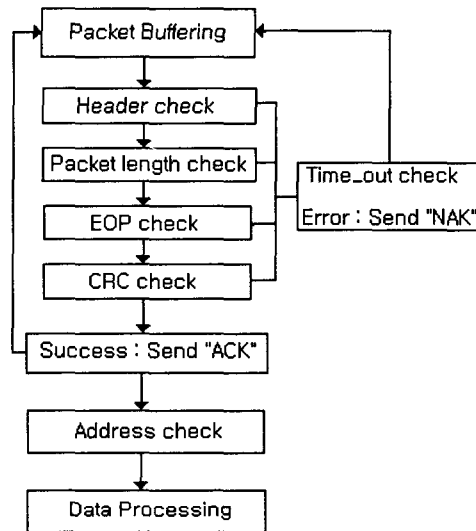 Packet Buffering
Header check
Packet length check
EOP check
CRC check
Time_out check
Error : Send "NAK"
Success : Send "ACK"
Address check
Data Processing